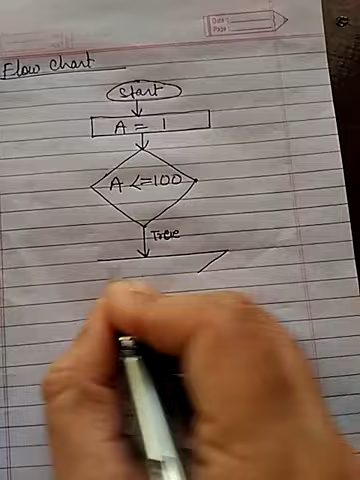 Date:
Page:
Flow chart
Start
A = 1
A <=100
True